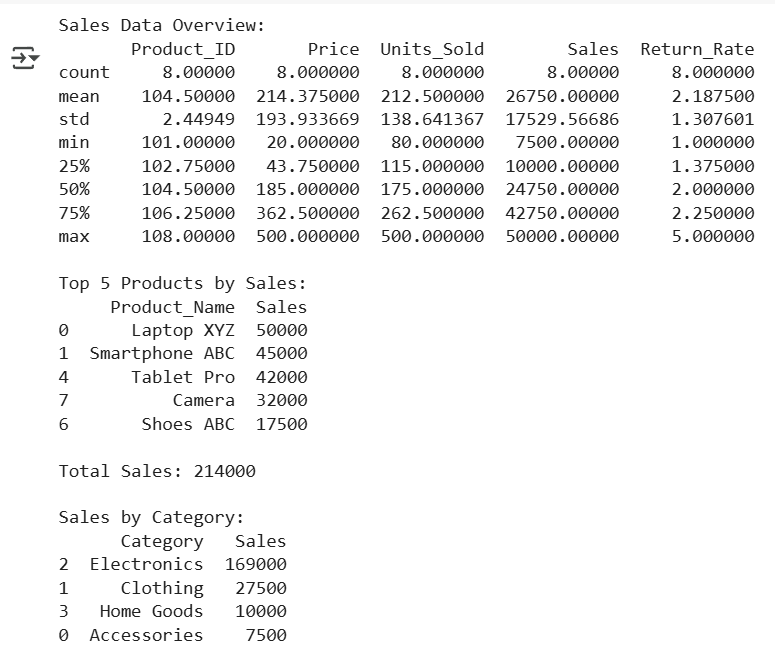 Sales Data Overview:
Product_ID Price Units_Sold Sales Return_Rate
count 8.00000 8.000000 8.000000 8.00000 8.000000
mean 104.50000 214.375000 212.500000 26750.00000 2.187500
std 2.44949 193.933669 138.641367 17529.56686 1.307601
min 101.00000 20.000000 80.000000 7500.00000 1.000000
25% 102.75000 43.750000 115.000000 10000.00000 1.375000
50% 104.50000 185.000000 175.000000 24750.00000 2.000000
75% 106.25000 362.500000 262.500000 42750.00000 2.250000
max 108.00000 500.000000 500.000000 50000.00000 5.000000
Top 5 Products by Sales:
Product_Name Sales
0 Laptop XYZ 50000
1 Smartphone ABC 45000
4 Tablet Pro 42000
7 Camera 32000
6 Shoes ABC 17500
Total Sales: 214000
Sales by Category:
Category Sales
2 Electronics 169000
1 Clothing 27500
3 Home Goods 10000
0 Accessories 7500